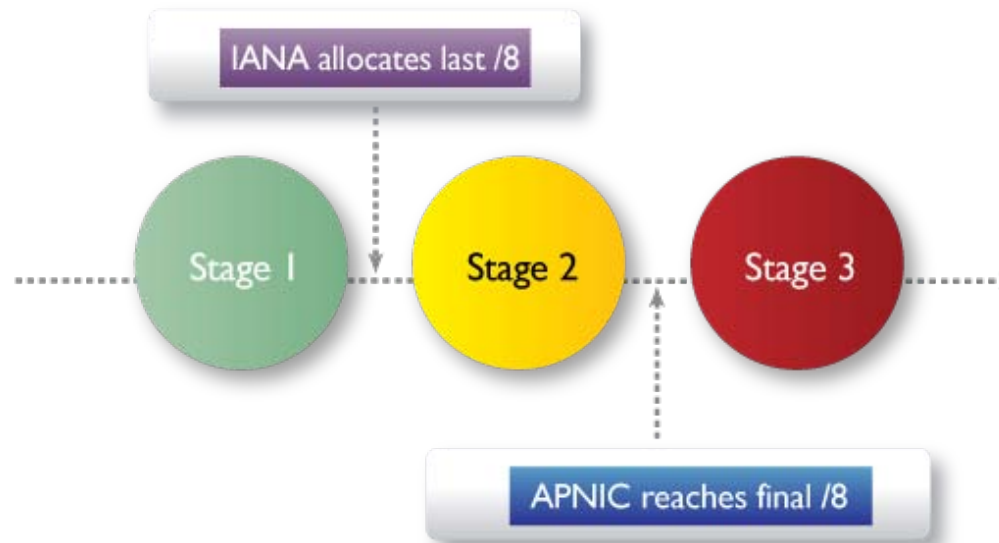 IANA allocates last /8
Stage 1
Stage 2
Stage 3
APNIC reaches final /8